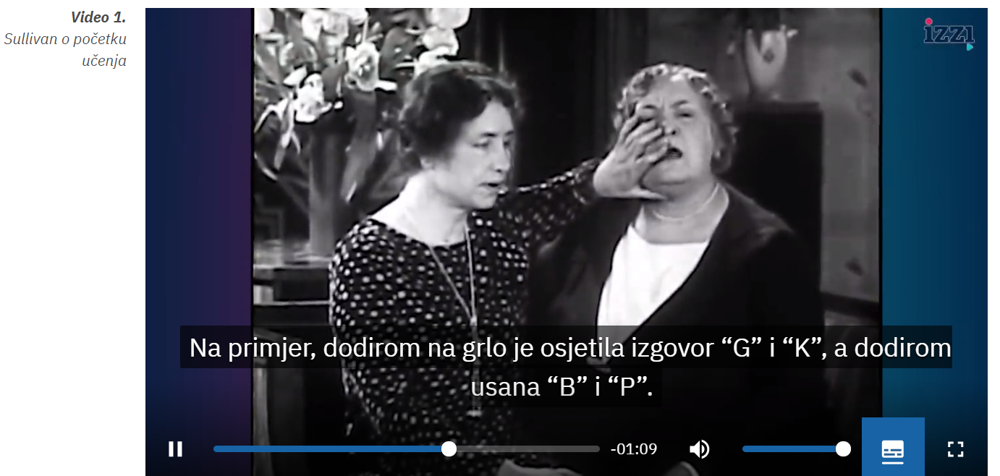 Video 1.
Sullivan o početku
učenja
izzi
Na primjer, dodirom na grlo je osjetila izgovor “G” i “K”, a dodirom
usana “B” i “P”.
-01:09